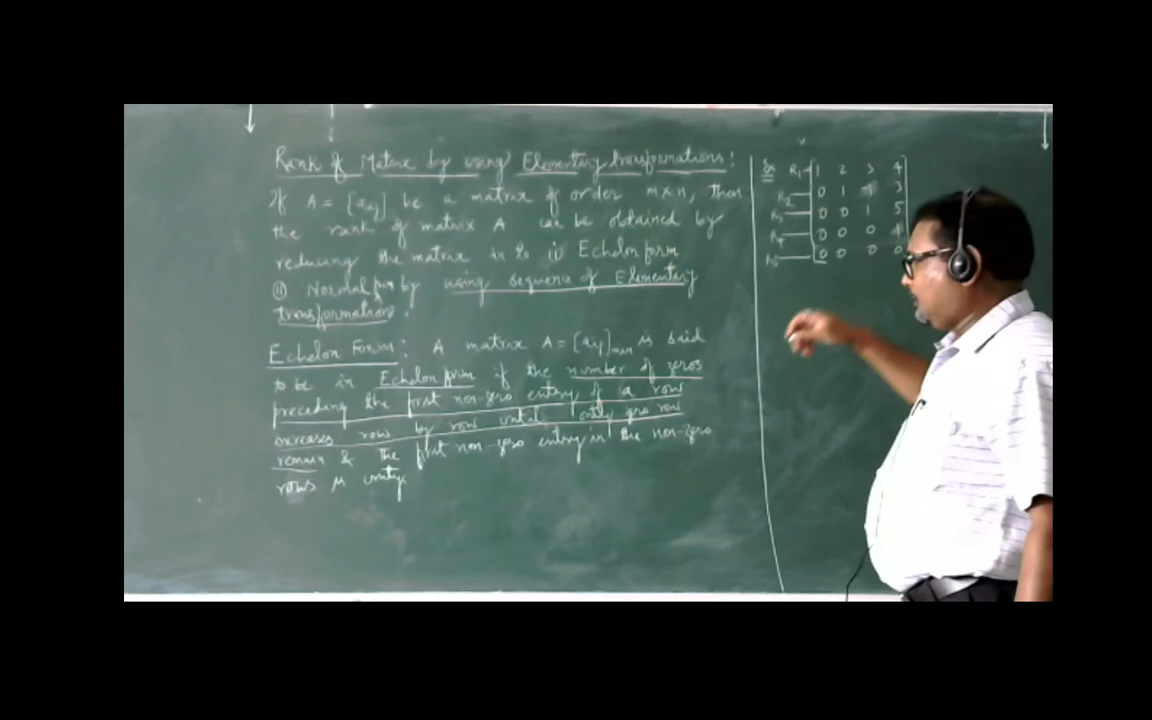 Rank of Matrix by using Elementary transformations:
If A = [aij] be a matrix of order m×n, then
the rank of matrix A can be obtained by
reducing the matrix in to (i) Echelon form
(ii) Normal form by using sequence of Elementary
transformation.
Echelon Form: A matrix A = [aij]m×n is said
to be in Echelon form if the number of zeros
preceding the first non-zero entry of a row
increases row by row until only zero row
remain & the first non-zero entry in the non-zero
rows is unity.
R1 1 2 3 4
R2 0 1 3
R3 0 0 1 5
R4 0 0 0
R5 0 0 0 0